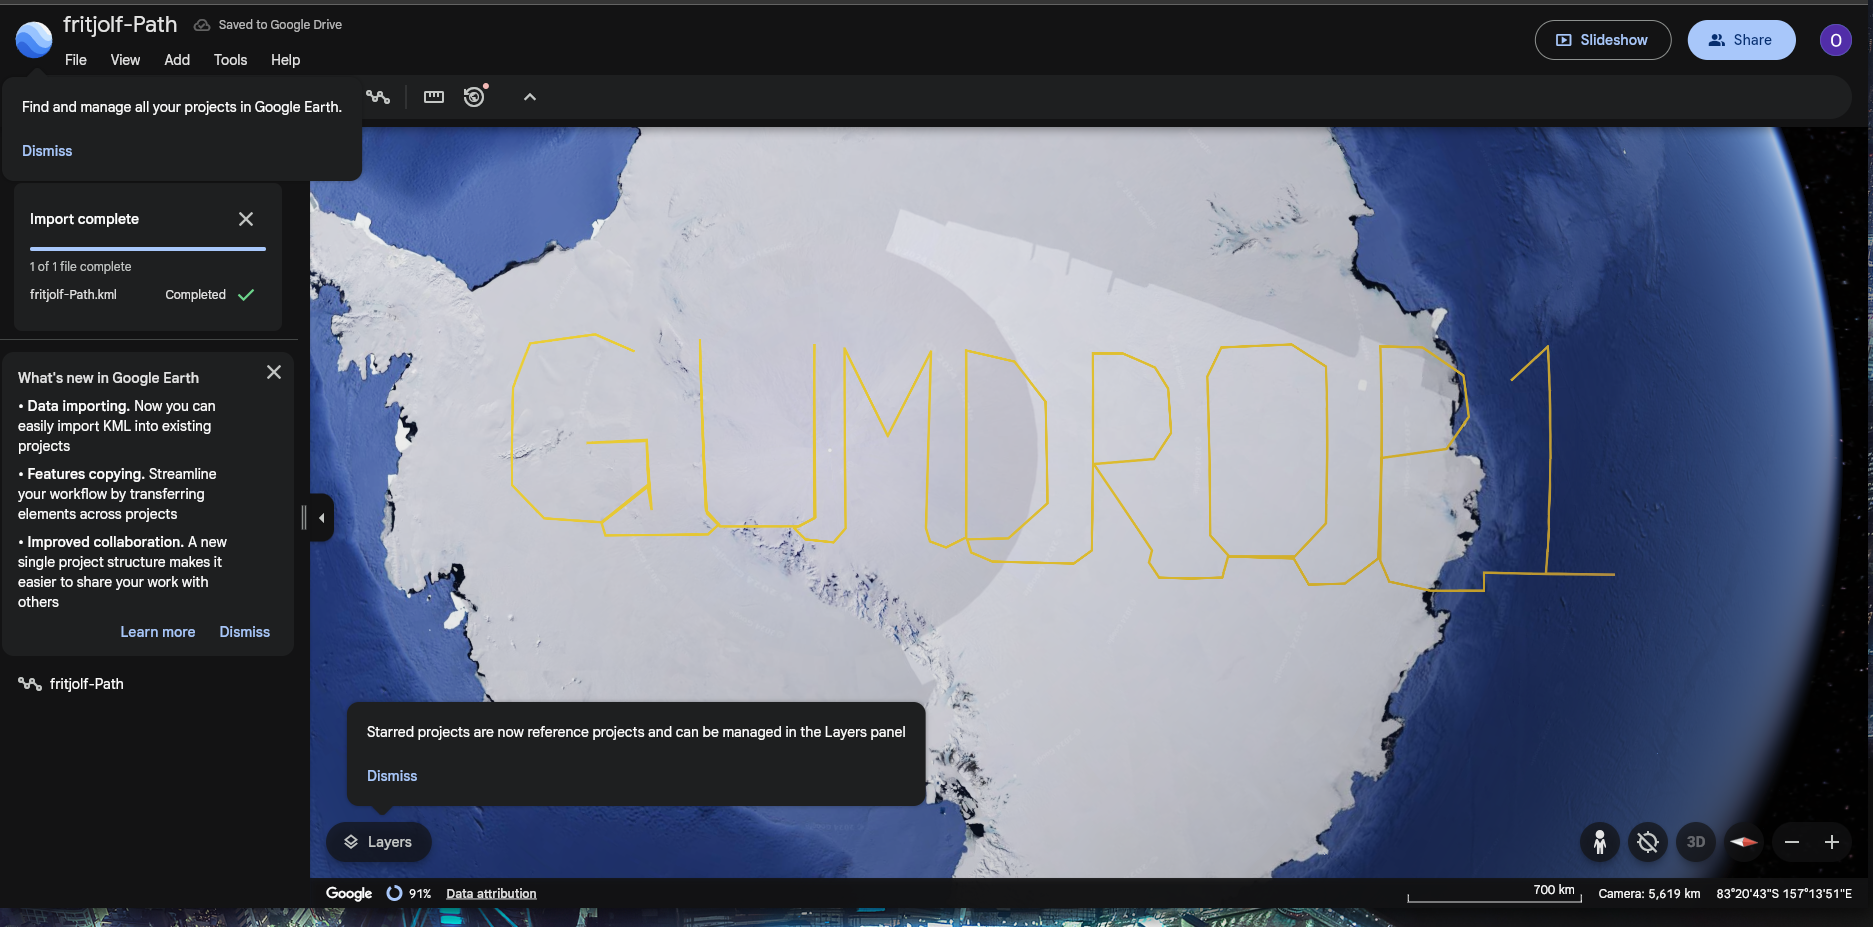 fritjolf-Path
Saved to Google Drive
File View Add Tools Help
Slideshow
Share
O
Find and manage all your projects in Google Earth.
Dismiss
Import complete
1 of 1 file complete
fritjolf-Path.kml Completed
What's new in Google Earth
• Data importing. Now you can
easily import KML into existing
projects
• Features copying. Streamline
your workflow by transferring
elements across projects
• Improved collaboration. A new
single project structure makes it
easier to share your work with
others
Learn more Dismiss
fritjolf-Path
GUMDROP1
Starred projects are now reference projects and can be managed in the Layers panel
Dismiss
Layers
3D
Google 91% Data attribution
700 km Camera: 5,619 km 83°20'43"S 157°13'51"E